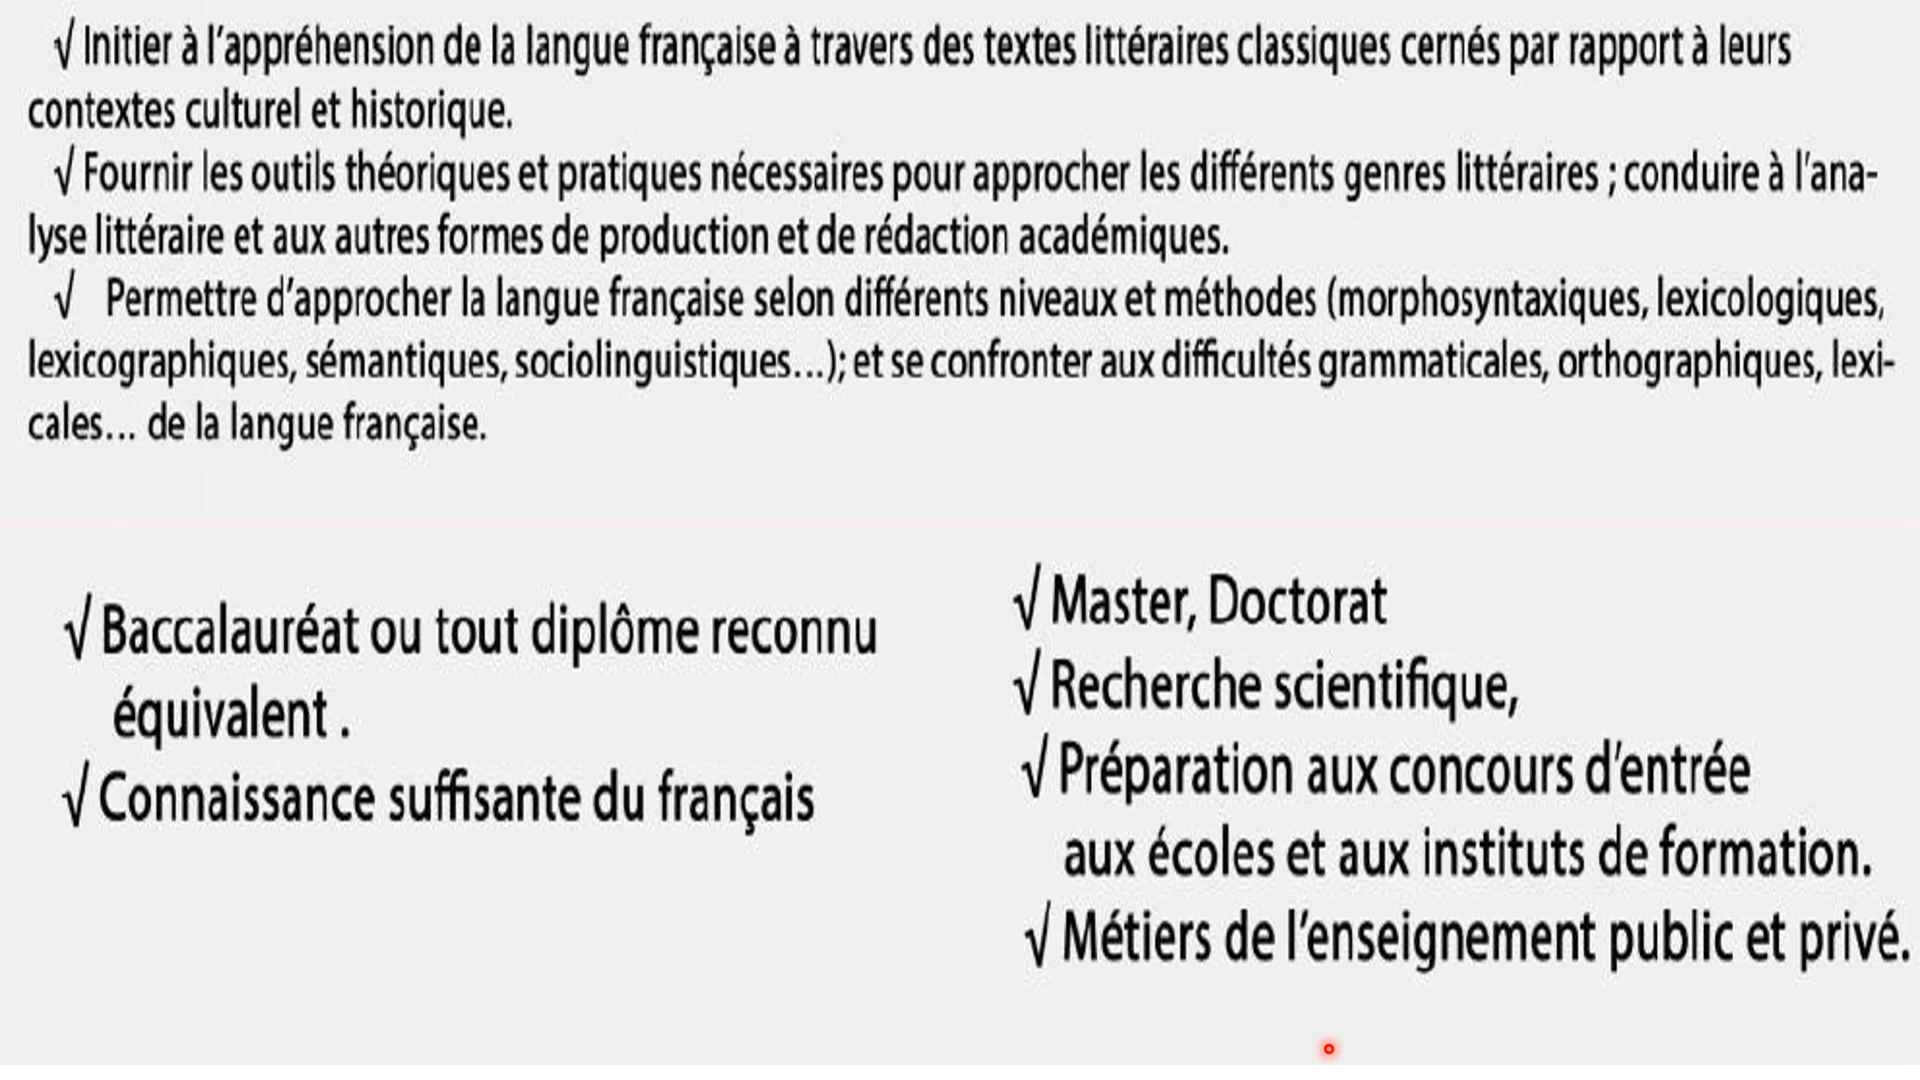 √ Initier à l'appréhension de la langue française à travers des textes littéraires classiques cernés par rapport à leurs
contextes culturel et historique.
√ Fournir les outils théoriques et pratiques nécessaires pour approcher les différents genres littéraires ; conduire à l'ana-
lyse littéraire et aux autres formes de production et de rédaction académiques.
√ Permettre d'approcher la langue française selon différents niveaux et méthodes (morphosyntaxiques, lexicologiques,
lexicographiques, sémantiques, sociolinguistiques…); et se confronter aux difficultés grammaticales, orthographiques, lexi-
cales… de la langue française.
√ Baccalauréat ou tout diplôme reconnu
équivalent .
√ Connaissance suffisante du français
√ Master, Doctorat
√ Recherche scientifique,
√ Préparation aux concours d'entrée
aux écoles et aux instituts de formation.
√ Métiers de l'enseignement public et privé.